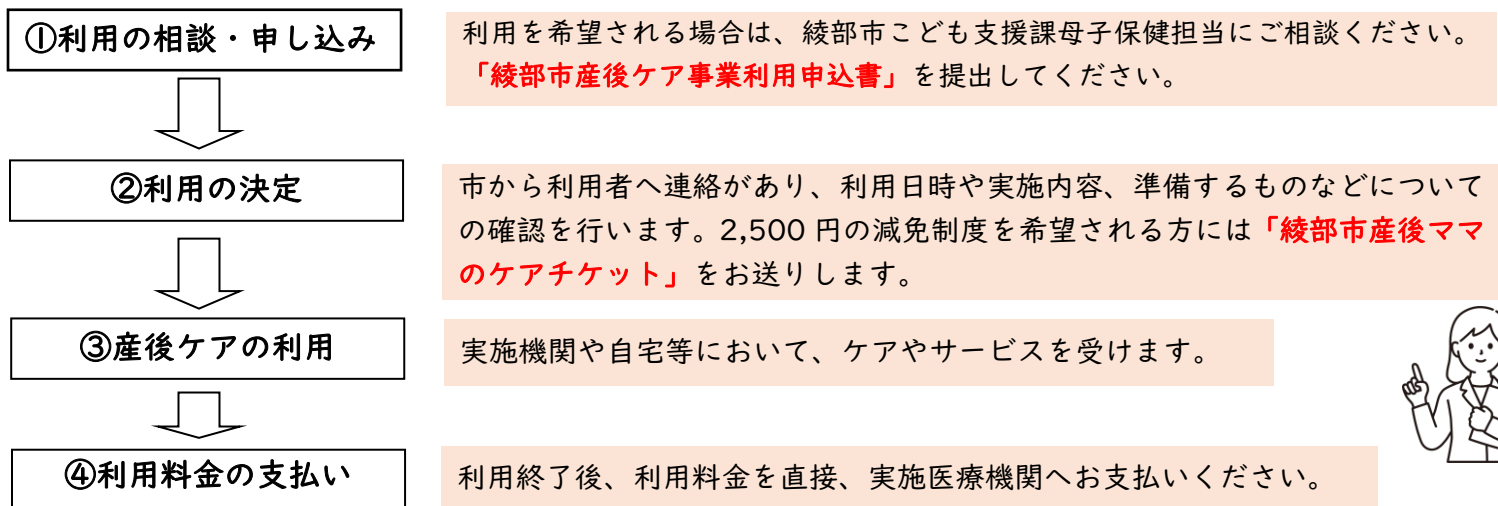 ①利用の相談・申し込み
利用を希望される場合は、綾部市こども支援課母子保健担当にご相談ください。
「綾部市産後ケア事業利用申込書」を提出してください。
②利用の決定
市から利用者へ連絡があり、利用日時や実施内容、準備するものなどについて
の確認を行います。2,500 円の減免制度を希望される方には「綾部市産後ママ
のケアチケット」をお送りします。
③産後ケアの利用
実施機関や自宅等において、ケアやサービスを受けます。
④利用料金の支払い
利用終了後、利用料金を直接、実施医療機関へお支払いください。